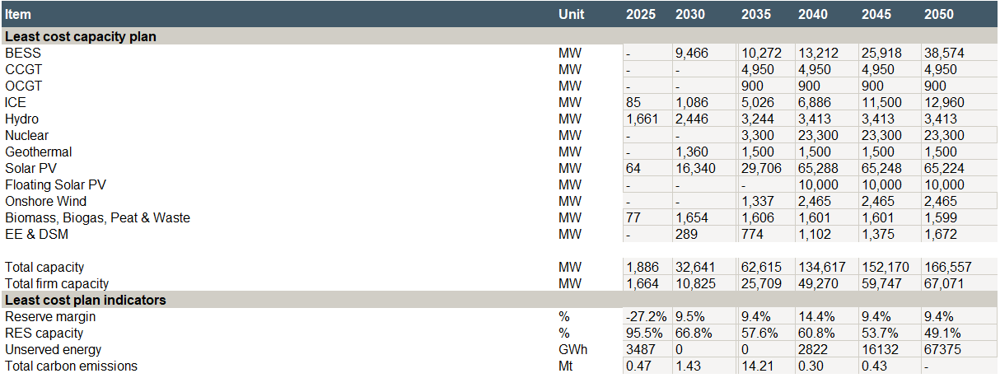 Item Unit 2025 2030 2035 2040 2045 2050
Least cost capacity plan
BESS MW - 9,466 10,272 13,212 25,918 38,574
CCGT MW - - 4,950 4,950 4,950 4,950
OCGT MW - - 900 900 900 900
ICE MW 85 1,086 5,026 6,886 11,500 12,960
Hydro MW 1,661 2,446 3,244 3,413 3,413 3,413
Nuclear MW - - 3,300 23,300 23,300 23,300
Geothermal MW - 1,360 1,500 1,500 1,500 1,500
Solar PV MW 64 16,340 29,706 65,288 65,248 65,224
Floating Solar PV MW - - - 10,000 10,000 10,000
Onshore Wind MW - - 1,337 2,465 2,465 2,465
Biomass, Biogas, Peat & Waste MW 77 1,654 1,606 1,601 1,601 1,599
EE & DSM MW - 289 774 1,102 1,375 1,672
Total capacity MW 1,886 32,641 62,615 134,617 152,170 166,557
Total firm capacity MW 1,664 10,825 25,709 49,270 59,747 67,071
Least cost plan indicators
Reserve margin % -27.2% 9.5% 9.4% 14.4% 9.4% 9.4%
RES capacity % 95.5% 66.8% 57.6% 60.8% 53.7% 49.1%
Unserved energy GWh 3487 0 0 2822 16132 67375
Total carbon emissions Mt 0.47 1.43 14.21 0.30 0.43 -